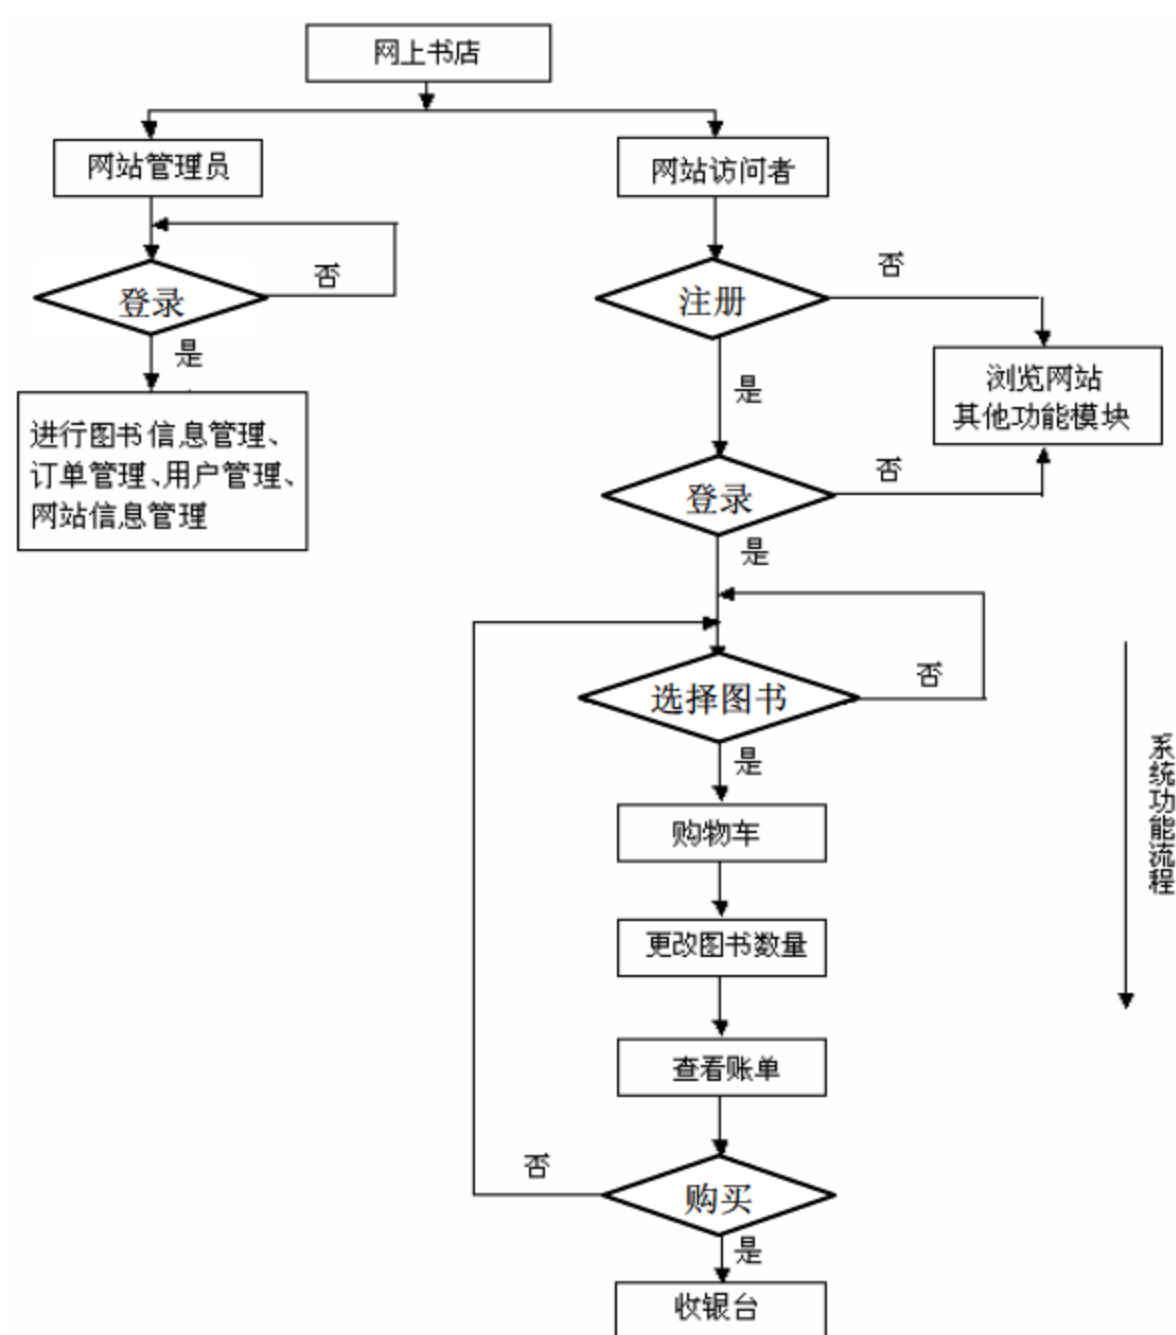 网上书店
网站管理员
网站访问者
否
否
登录
注册
是
浏览网站
其他功能模块
是
进行图书信息管理、
订单管理、用户管理、
网站信息管理
否
登录
是
否
选择图书
是
系统功能流程
购物车
更改图书数量
查看账单
否
购买
是
收银台